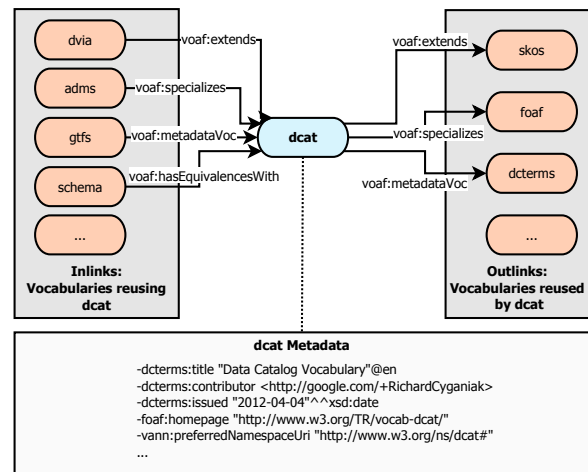 dvia
voaf:extends
adms
voaf:specializes
gtfs
voaf:metadataVoc
schema
voaf:hasEquivalencesWith
...
Inlinks:
Vocabularies reusing
dcat
dcat
voaf:extends
skos
foaf
voaf:specializes
dcterms
voaf:metadataVoc
...
Outlinks:
Vocabularies reused
by dcat
dcat Metadata
-dcterms:title "Data Catalog Vocabulary"@en
-dcterms:contributor <http://google.com/+RichardCyganiak>
-dcterms:issued "2012-04-04"^^xsd:date
-foaf:homepage "http://www.w3.org/TR/vocab-dcat/"
-vann:preferredNamespaceUri "http://www.w3.org/ns/dcat#"
...